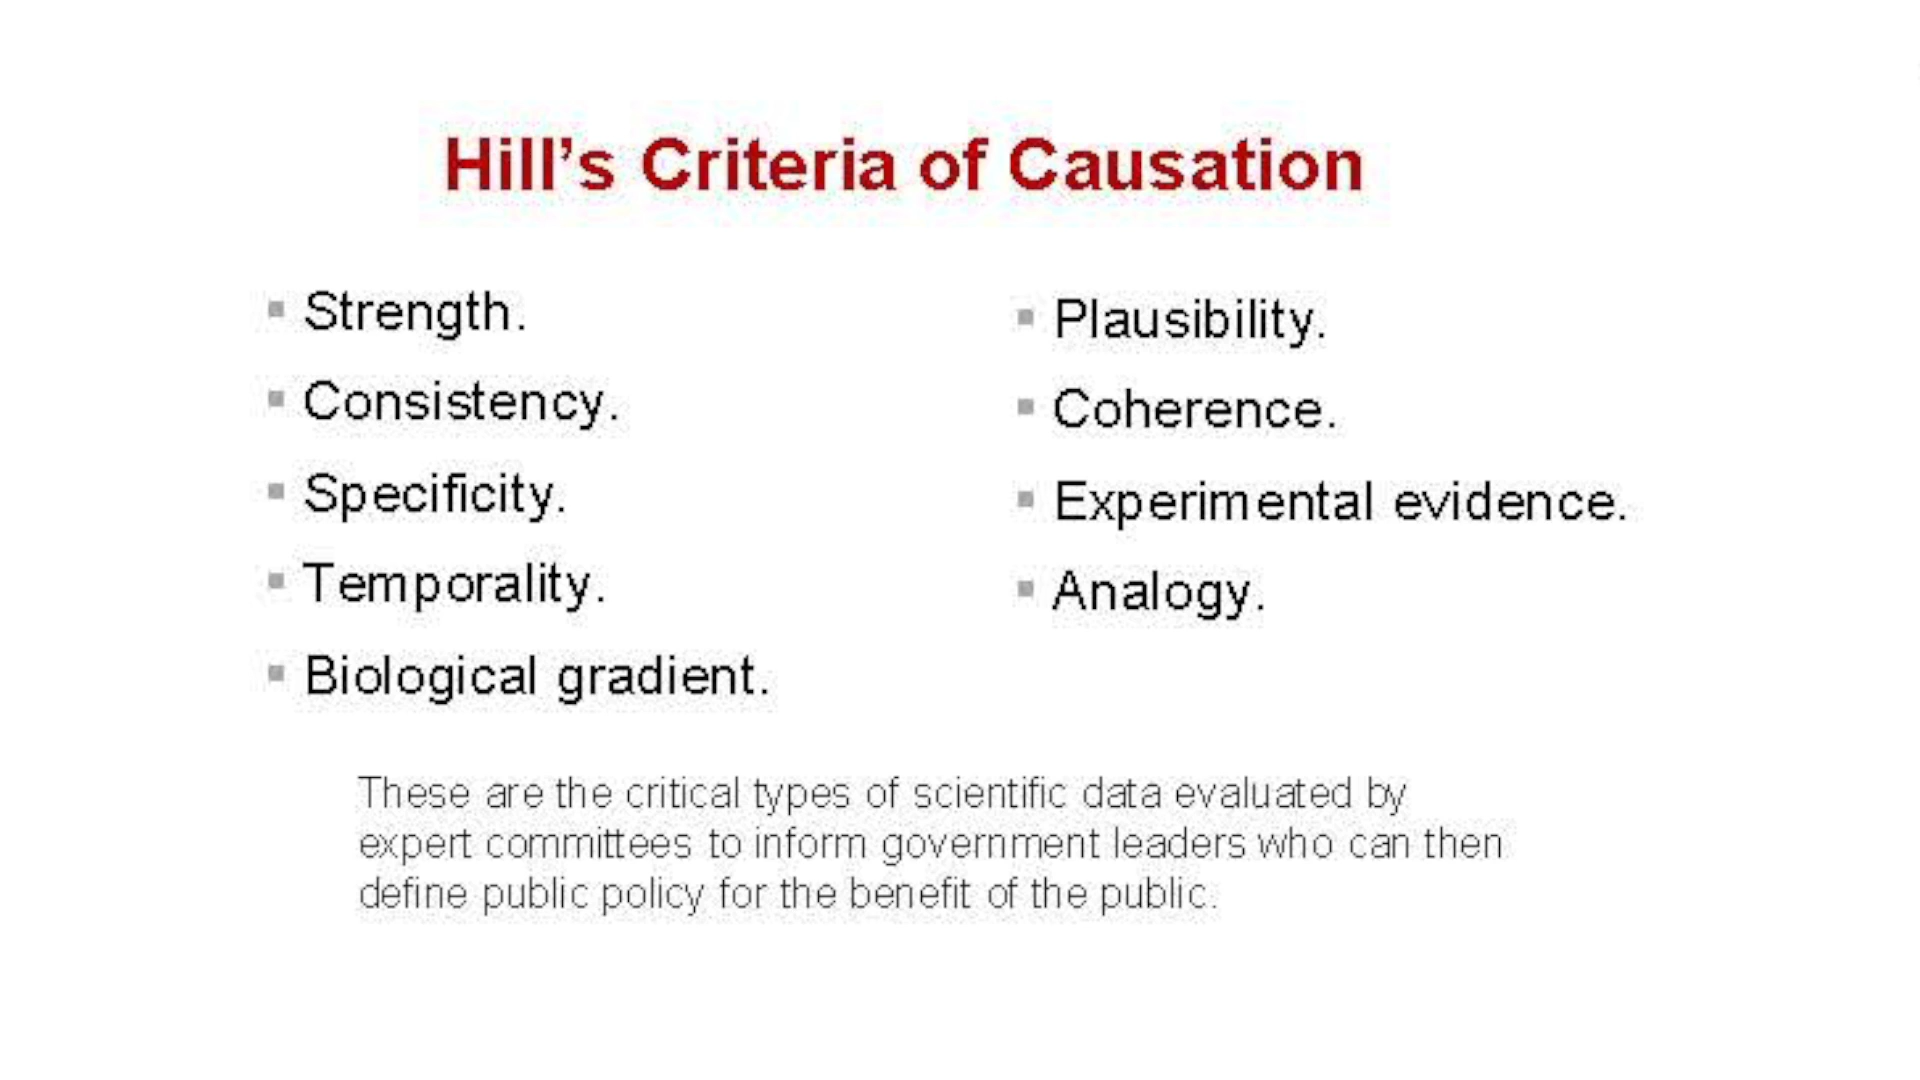 Hill's Criteria of Causation
Strength.
Consistency.
Specificity.
Temporality.
Biological gradient.
Plausibility.
Coherence.
Experimental evidence.
Analogy.
These are the critical types of scientific data evaluated by
expert committees to inform government leaders who can then
define public policy for the benefit of the public.